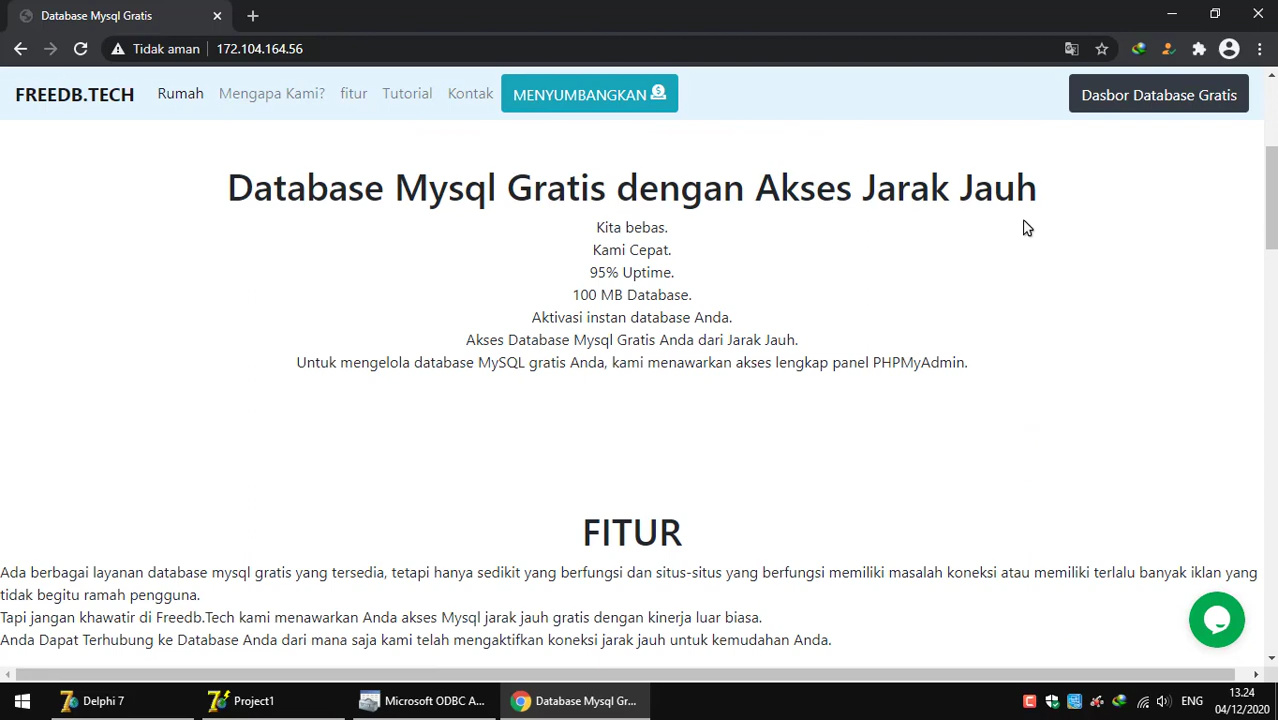 Database Mysql Gratis
Tidak aman
172.104.164.56
FREEDB.TECH
Rumah
Mengapa Kami?
fitur
Tutorial
Kontak
MENYUMBANGKAN
Dasbor Database Gratis
Database Mysql Gratis dengan Akses Jarak Jauh
Kita bebas.
Kami Cepat.
95% Uptime.
100 MB Database.
Aktivasi instan database Anda.
Akses Database Mysql Gratis Anda dari Jarak Jauh.
Untuk mengelola database MySQL gratis Anda, kami menawarkan akses lengkap panel PHPMyAdmin.
FITUR
Ada berbagai layanan database mysql gratis yang tersedia, tetapi hanya sedikit yang berfungsi dan situs-situs yang berfungsi memiliki masalah koneksi atau memiliki terlalu banyak iklan yang
tidak begitu ramah pengguna.
Tapi jangan khawatir di Freedb.Tech kami menawarkan Anda akses Mysql jarak jauh gratis dengan kinerja luar biasa.
Anda Dapat Terhubung ke Database Anda dari mana saja kami telah mengaktifkan koneksi jarak jauh untuk kemudahan Anda.
Delphi 7
Project1
Microsoft ODBC A...
Database Mysql Gr...
ENG
13.24
04/12/2020